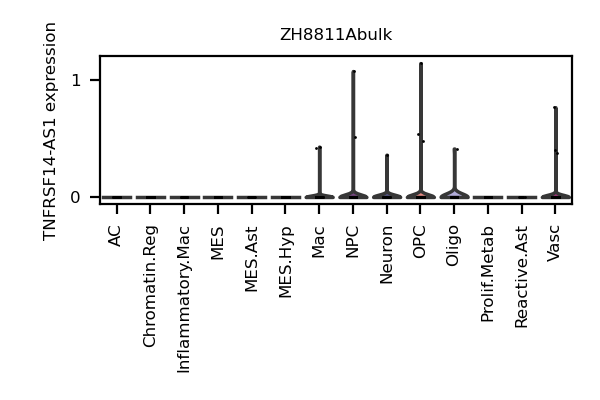 ZH8811Abulk
TNFRSF14-AS1 expression
1
0
AC
Chromatin.Reg
Inflammatory.Mac
MES
MES.Ast
MES.Hyp
Mac
NPC
Neuron
OPC
Oligo
Prolif.Metab
Reactive.Ast
Vasc